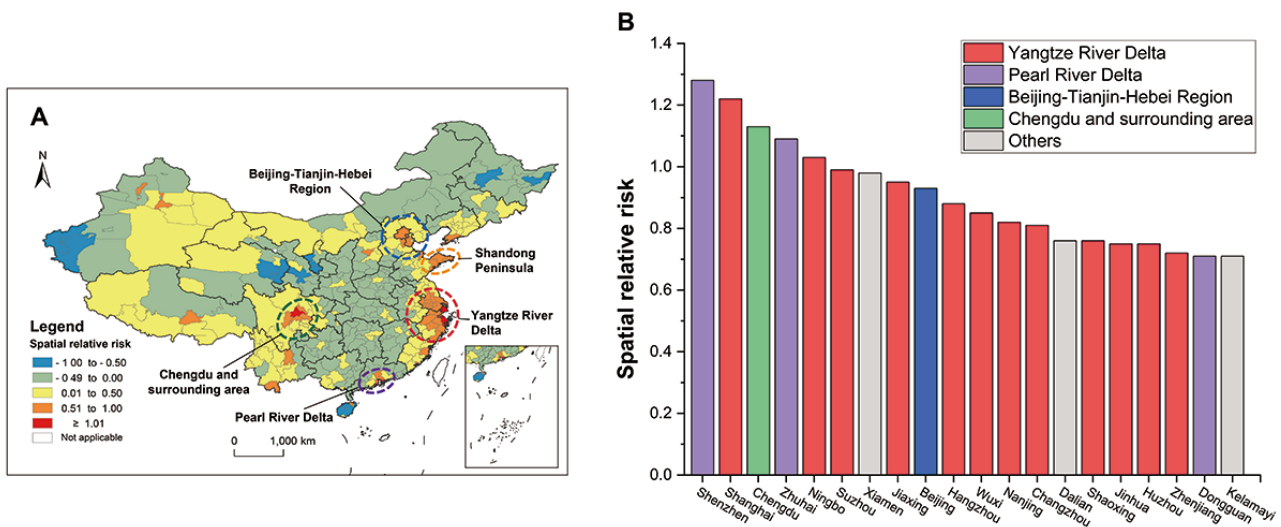 A
N
Beijing-Tianjin-Hebei
Region
Shandong
Peninsula
Yangtze River
Delta
Chengdu and
surrounding area
Pearl River Delta
Legend
Spatial relative risk
- 1 00 to - 0.50
- 0 49 to 0.00
0.01 to 0.50
0.51 to 1.00
≥ 1.01
Not applicable
0 1,000 km
B
Spatial relative risk
1.4
1.2
1.0
0.8
0.6
0.4
0.2
0.0
Yangtze River Delta
Pearl River Delta
Beijing-Tianjin-Hebei Region
Chengdu and surrounding area
Others
Shenzhen
Shanghai
Chengdu
Zhuhai
Ningbo
Suzhou
Xiamen
Jiaxing
Beijing
Hangzhou
Wuxi
Nanjing
Changzhou
Dalian
Shaoxing
Jinhua
Huzhou
Zhenjiang
Dongguan
Kelamayi